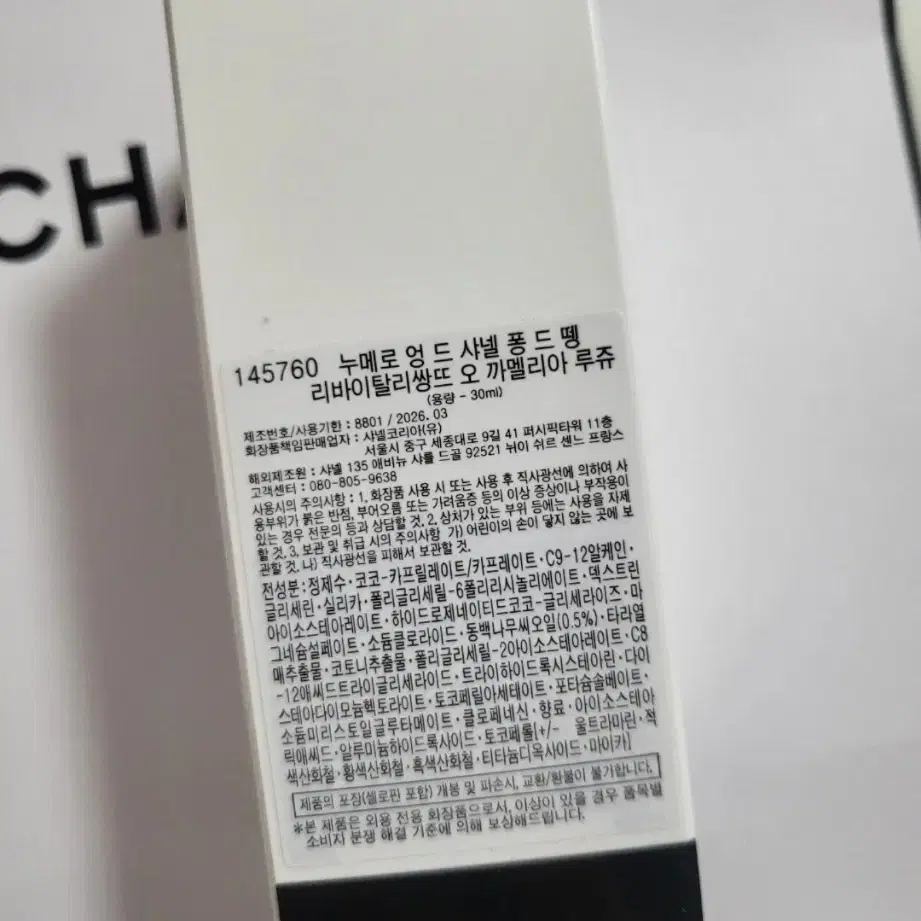 CHA
145760 누메로 엉 드 샤넬 퐁 드 뗑
리바이탈리쌍뜨 오 까멜리아 루쥬
(용량 - 30ml)
제조번호/사용기한 : 8801 / 2026. 03
화장품책임판매업자 : 샤넬코리아(유)
서울시 중구 세종대로 9길 41 퍼시픽타워 11층
해외제조원 : 샤넬 135 애비뉴 샤를 드골 92521 뉘이 쉬르 센느 프랑스
고객센터 : 080-805-9638
사용시의 주의사항 : 1. 화장품 사용 시 또는 사용 후 직사광선에 의하여 사
용부위가 붉은 반점, 부어오름 또는 가려움증 등의 이상 증상이나 부작용이
있는 경우 전문의 등과 상담할 것. 2. 상처가 있는 부위 등에는 사용을 자제
할 것. 3. 보관 및 취급 시의 주의사항 가) 어린이의 손이 닿지 않는 곳에 보
관할 것. 나) 직사광선을 피해서 보관할 것.
전성분 : 정제수 · 코코-카프릴레이트/카프레이트 · C9-12알케인 ·
글리세린 · 실리카 · 폴리글리세릴-6폴리리시놀리에이트 · 덱스트린
아이소스테아레이트 · 하이드로제네이티드코코-글리세라이즈 · 마
그네슘설페이트 · 소듐클로라이드 · 동백나무씨오일(0.5%) · 타라열
매추출물 · 코토니추출물 · 폴리글리세릴-2아이소스테아레이트 · C8
-12애씨드트라이글리세라이드 · 트라이하이드록시스테아린 · 다이
스테아다이모늄헥토라이트 · 토코페릴아세테이트 · 포타슘솔베이트 ·
소듐미리스토일글루타메이트 · 클로페네신 · 향료 · 아이소스테아
릭애씨드 · 알루미늄하이드록사이드 · 토코페롤[+/- 울트라마린 · 적
색산화철 · 황색산화철 · 흑색산화철 · 티타늄디옥사이드 · 마이카]
제품의 포장(셀로판 포함) 개봉 및 파손시, 교환/환불이 불가합니다.
*본 제품은 외용 전용 화장품으로서, 이상이 있을 경우 품목별
소비자 분쟁 해결 기준에 의해 보상해드립니다.